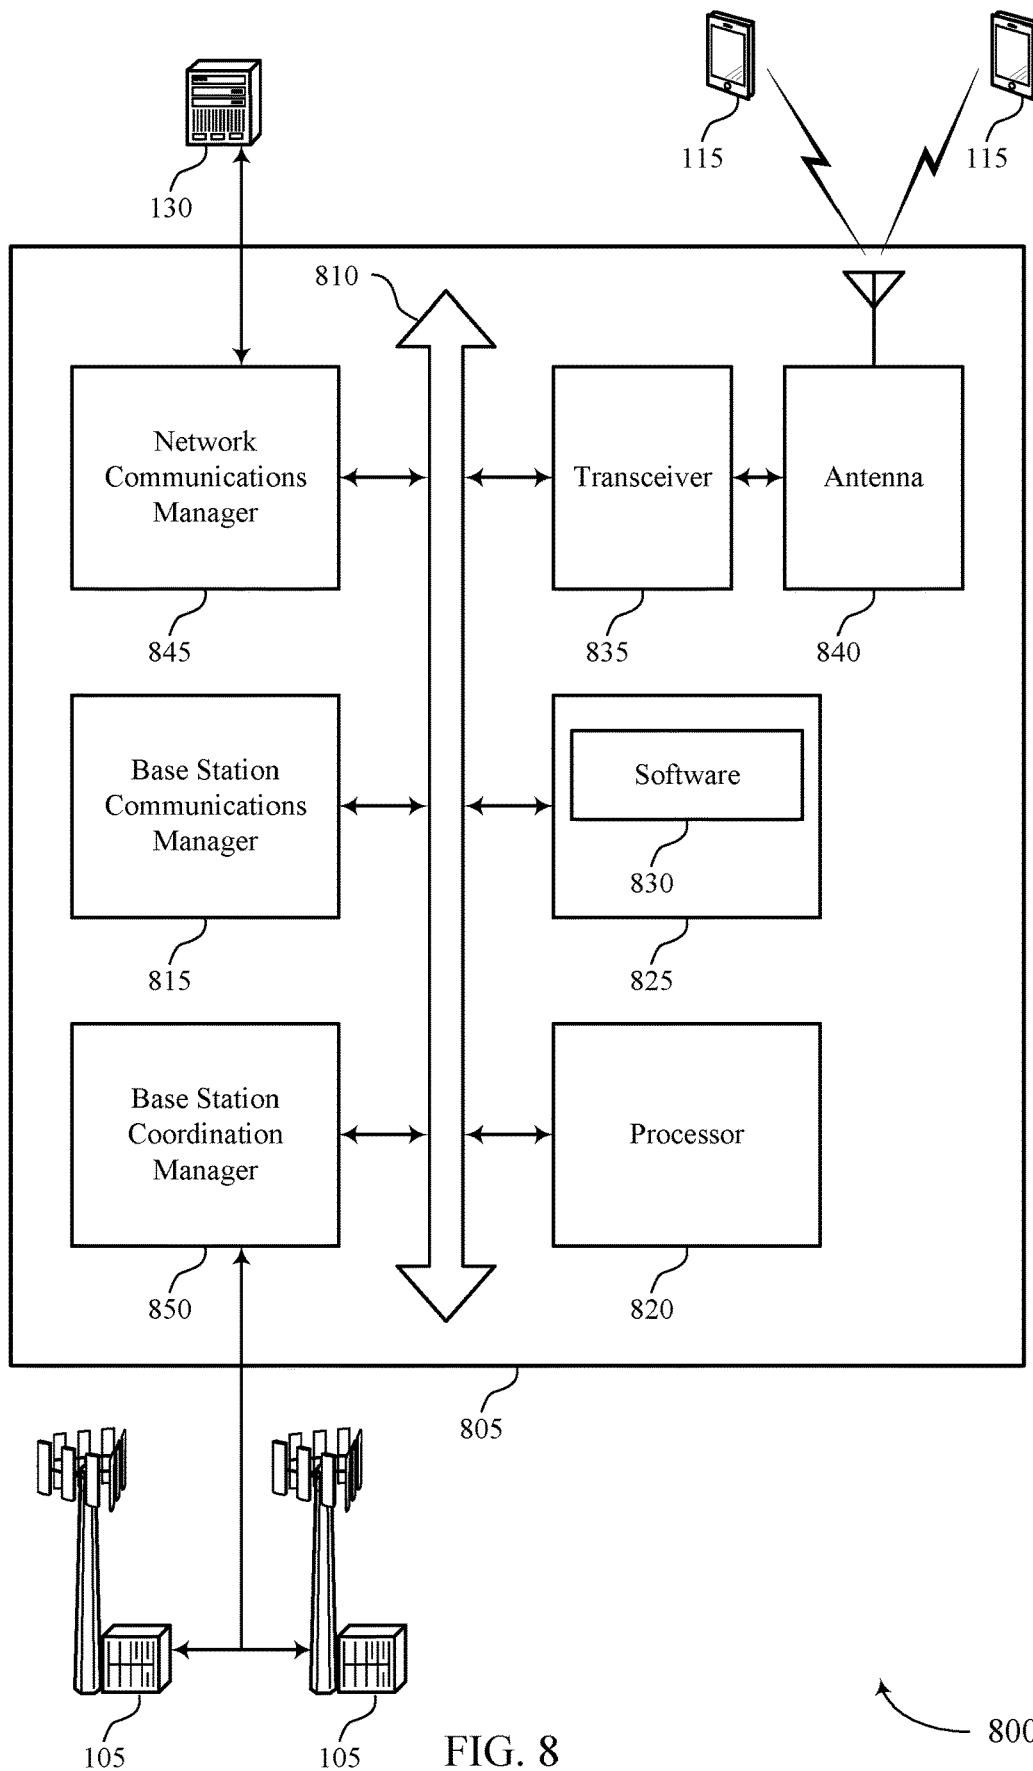 115
115
130
810
Network
Communications
Manager
Transceiver
Antenna
845
835
840
Base Station
Communications
Manager
Software
830
815
825
Base Station
Coordination
Manager
Processor
850
820
805
800
105
105
FIG. 8